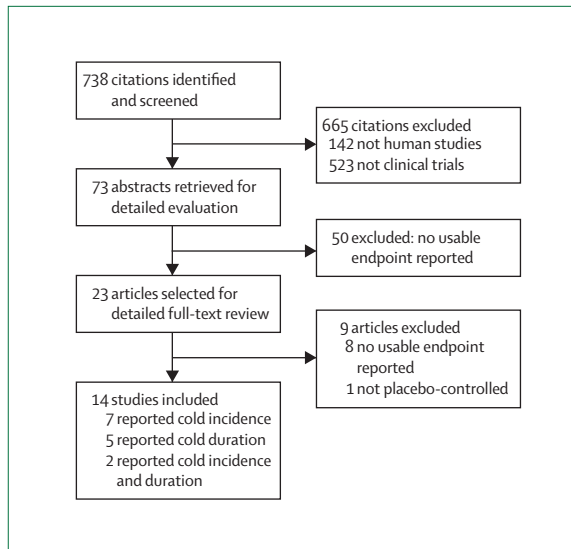 738 citations identified
and screened
665 citations excluded
142 not human studies
523 not clinical trials
73 abstracts retrieved for
detailed evaluation
50 excluded: no usable
endpoint reported
23 articles selected for
detailed full-text review
9 articles excluded
8 no usable endpoint
reported
1 not placebo-controlled
14 studies included
7 reported cold incidence
5 reported cold duration
2 reported cold incidence
and duration